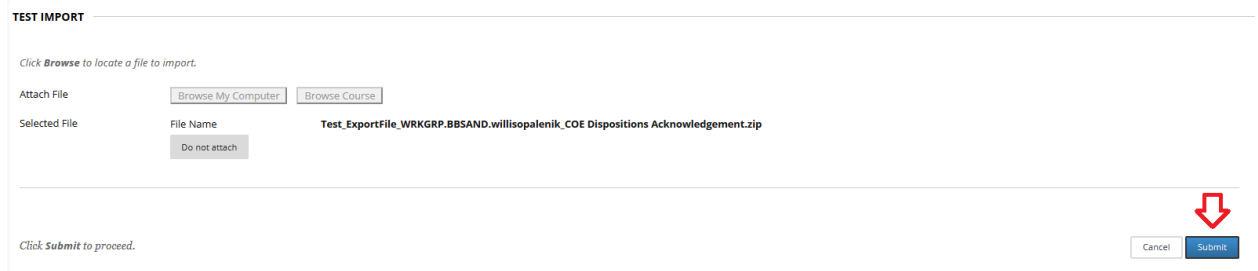 TEST IMPORT
Click Browse to locate a file to import.
Attach File Browse My Computer Browse Course
Selected File File Name Test_ExportFile_WRKGRP.BBSAND.willisopalenik_COE Dispositions Acknowledgement.zip
Do not attach
Click Submit to proceed. Cancel Submit